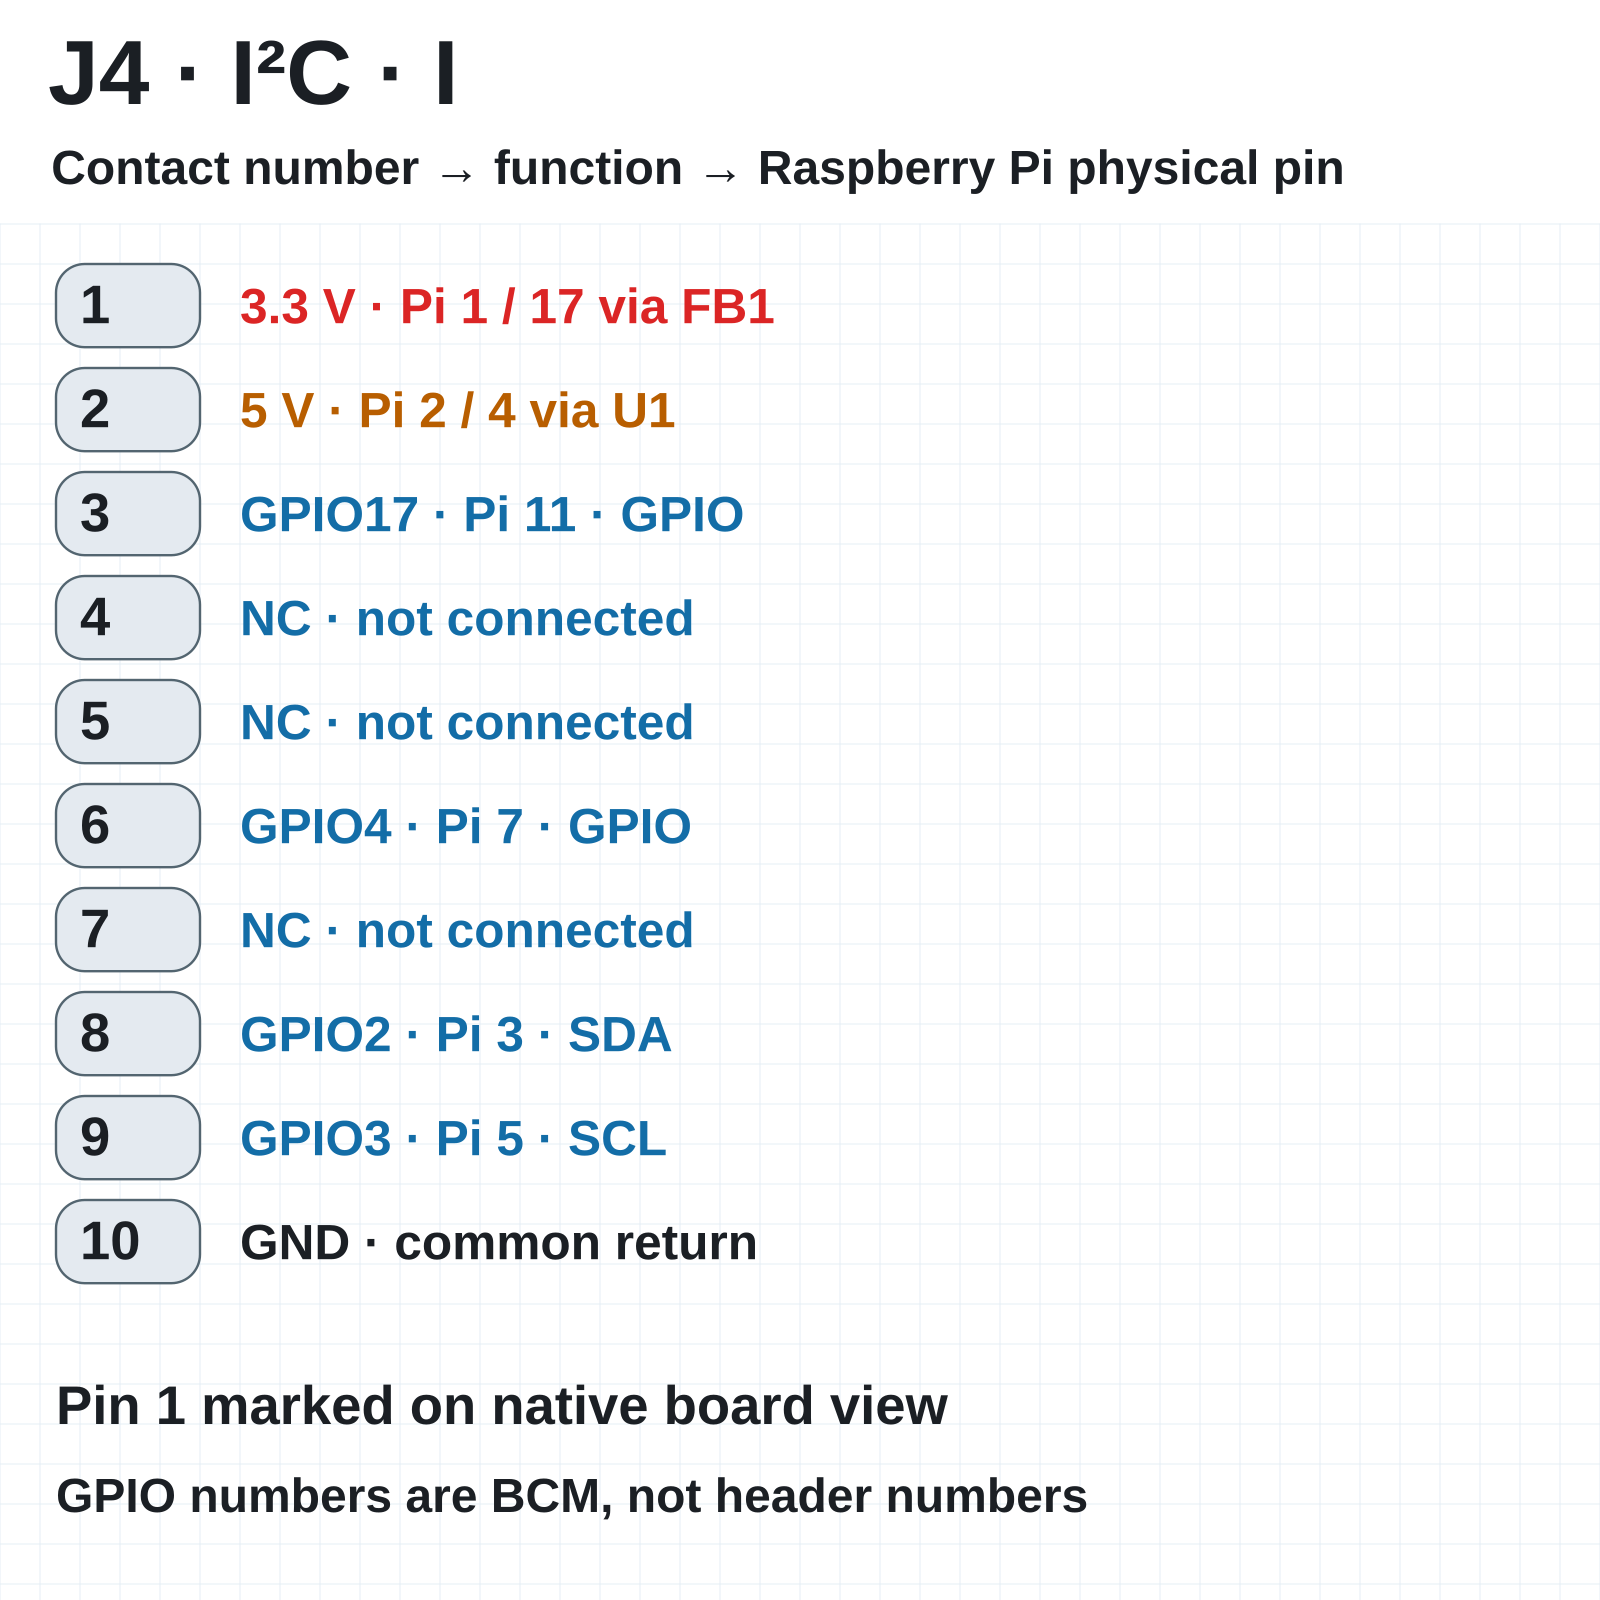 J4 · I²C · I
Contact number → function → Raspberry Pi physical pin
1 3.3 V · Pi 1 / 17 via FB1
2 5 V · Pi 2 / 4 via U1
3 GPIO17 · Pi 11 · GPIO
4 NC · not connected
5 NC · not connected
6 GPIO4 · Pi 7 · GPIO
7 NC · not connected
8 GPIO2 · Pi 3 · SDA
9 GPIO3 · Pi 5 · SCL
10 GND · common return
Pin 1 marked on native board view
GPIO numbers are BCM, not header numbers